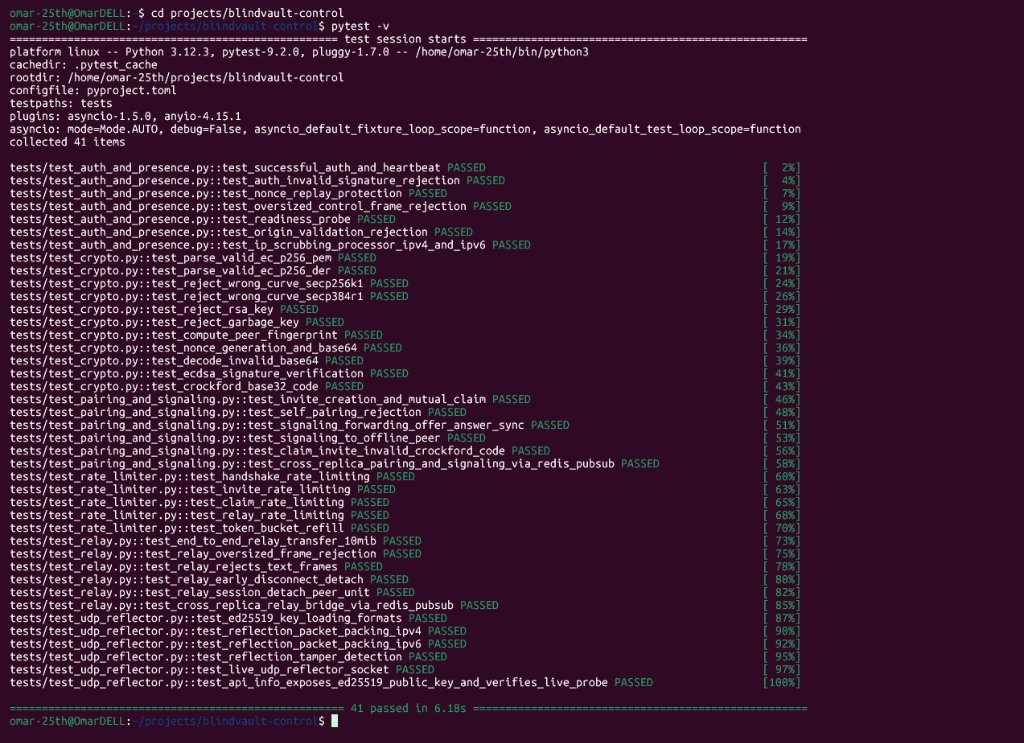 omar-25th@OmarDELL:~$ cd projects/blindvault-control
omar-25th@OmarDELL:~/projects/blindvault-control$ pytest -v
================================================== test session starts ===================================================
platform linux -- Python 3.12.3, pytest-9.2.0, pluggy-1.7.0 -- /home/omar-25th/bin/python3
cachedir: .pytest_cache
rootdir: /home/omar-25th/projects/blindvault-control
configfile: pyproject.toml
testpaths: tests
plugins: asyncio-1.5.0, anyio-4.15.1
asyncio: mode=Mode.AUTO, debug=False, asyncio_default_fixture_loop_scope=function, asyncio_default_test_loop_scope=function
collected 41 items
tests/test_auth_and_presence.py::test_successful_auth_and_heartbeat PASSED [  2%]
tests/test_auth_and_presence.py::test_auth_invalid_signature_rejection PASSED [  4%]
tests/test_auth_and_presence.py::test_nonce_replay_protection PASSED [  7%]
tests/test_auth_and_presence.py::test_oversized_control_frame_rejection PASSED [  9%]
tests/test_auth_and_presence.py::test_readiness_probe PASSED [ 12%]
tests/test_auth_and_presence.py::test_origin_validation_rejection PASSED [ 14%]
tests/test_auth_and_presence.py::test_ip_scrubbing_processor_ipv4_and_ipv6 PASSED [ 17%]
tests/test_crypto.py::test_parse_valid_ec_p256_pem PASSED [ 19%]
tests/test_crypto.py::test_parse_valid_ec_p256_der PASSED [ 21%]
tests/test_crypto.py::test_reject_wrong_curve_secp256k1 PASSED [ 24%]
tests/test_crypto.py::test_reject_wrong_curve_secp384r1 PASSED [ 26%]
tests/test_crypto.py::test_reject_rsa_key PASSED [ 29%]
tests/test_crypto.py::test_reject_garbage_key PASSED [ 31%]
tests/test_crypto.py::test_compute_peer_fingerprint PASSED [ 34%]
tests/test_crypto.py::test_nonce_generation_and_base64 PASSED [ 36%]
tests/test_crypto.py::test_decode_invalid_base64 PASSED [ 39%]
tests/test_crypto.py::test_ecdsa_signature_verification PASSED [ 41%]
tests/test_crypto.py::test_crockford_base32_code PASSED [ 43%]
tests/test_pairing_and_signaling.py::test_invite_creation_and_mutual_claim PASSED [ 46%]
tests/test_pairing_and_signaling.py::test_self_pairing_rejection PASSED [ 48%]
tests/test_pairing_and_signaling.py::test_signaling_forwarding_offer_answer_sync PASSED [ 51%]
tests/test_pairing_and_signaling.py::test_signaling_to_offline_peer PASSED [ 53%]
tests/test_pairing_and_signaling.py::test_claim_invite_invalid_crockford_code PASSED [ 56%]
tests/test_pairing_and_signaling.py::test_cross_replica_pairing_and_signaling_via_redis_pubsub PASSED [ 58%]
tests/test_rate_limiter.py::test_handshake_rate_limiting PASSED [ 60%]
tests/test_rate_limiter.py::test_invite_rate_limiting PASSED [ 63%]
tests/test_rate_limiter.py::test_claim_rate_limiting PASSED [ 65%]
tests/test_rate_limiter.py::test_relay_rate_limiting PASSED [ 68%]
tests/test_rate_limiter.py::test_token_bucket_refill PASSED [ 70%]
tests/test_relay.py::test_end_to_end_relay_transfer_10mib PASSED [ 73%]
tests/test_relay.py::test_relay_oversized_frame_rejection PASSED [ 75%]
tests/test_relay.py::test_relay_rejects_text_frames PASSED [ 78%]
tests/test_relay.py::test_relay_early_disconnect_detach PASSED [ 80%]
tests/test_relay.py::test_relay_session_detach_peer_unit PASSED [ 82%]
tests/test_relay.py::test_cross_replica_relay_bridge_via_redis_pubsub PASSED [ 85%]
tests/test_udp_reflector.py::test_ed25519_key_loading_formats PASSED [ 87%]
tests/test_udp_reflector.py::test_reflection_packet_packing_ipv4 PASSED [ 90%]
tests/test_udp_reflector.py::test_reflection_packet_packing_ipv6 PASSED [ 92%]
tests/test_udp_reflector.py::test_reflection_tamper_detection PASSED [ 95%]
tests/test_udp_reflector.py::test_live_udp_reflector_socket PASSED [ 97%]
tests/test_udp_reflector.py::test_api_info_exposes_ed25519_public_key_and_verifies_live_probe PASSED [100%]
=================================================== 41 passed in 6.18s ===================================================
omar-25th@OmarDELL:~/projects/blindvault-control$